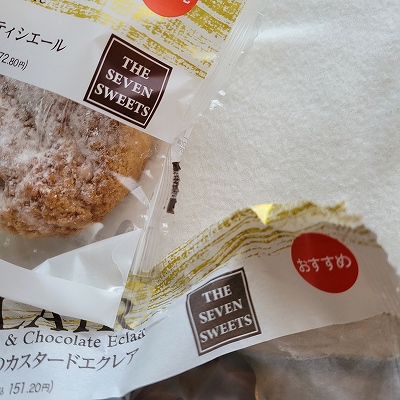 ティシエール
72.80円)
THE
SEVEN
SWEETS
おすすめ
THE
SEVEN
SWEETS
& Chocolate Eclair
のカスタードエクレア
151.20円)